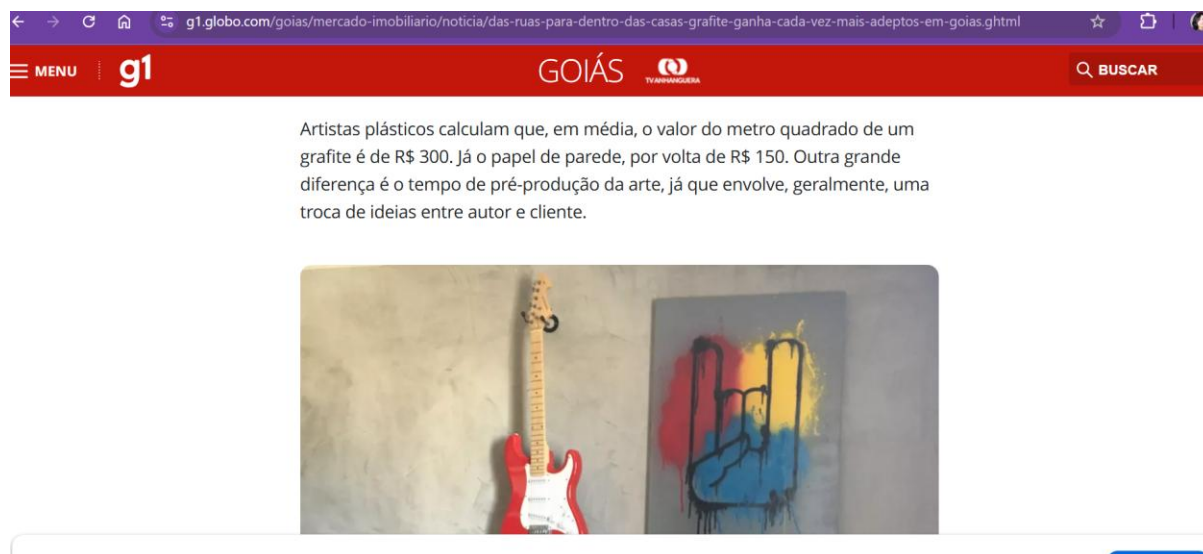 g1.globo.com/goias/mercado-imobiliario/noticia/das-ruas-para-dentro-das-casas-grafite-ganha-cada-vez-mais-adeptos-em-goias.ghtml
MENU g1 GOIÁS TV ANHANGUERA BUSCAR
Artistas plásticos calculam que, em média, o valor do metro quadrado de um
grafite é de R$ 300. Já o papel de parede, por volta de R$ 150. Outra grande
diferença é o tempo de pré-produção da arte, já que envolve, geralmente, uma
troca de ideias entre autor e cliente.